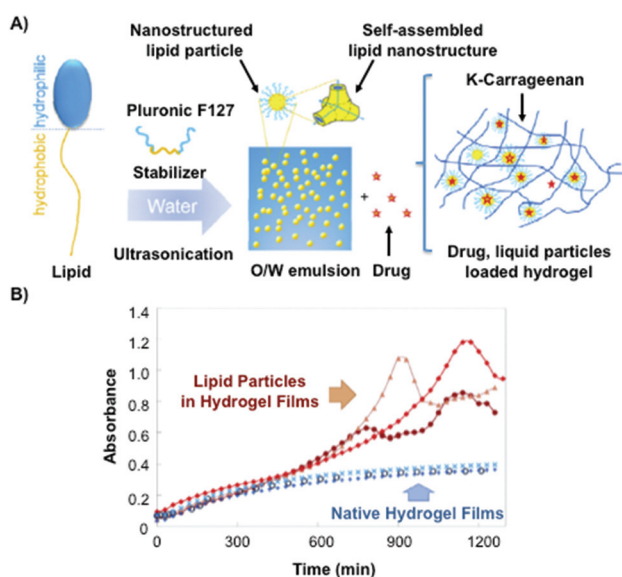 A)
Nanostructured
lipid particle
Self-assembled
lipid nanostructure
hydrophilic
hydrophobic
Pluronic F127
Stabilizer
Water
Ultrasonication
Lipid
O/W emulsion
+
Drug
K-Carrageenan
Drug, liquid particles
loaded hydrogel
B)
Absorbance
1.4
1.2
1.0
0.8
0.6
0.4
0.2
0
Lipid Particles
in Hydrogel Films
Native Hydrogel Films
0 300 600 900 1200
Time (min)